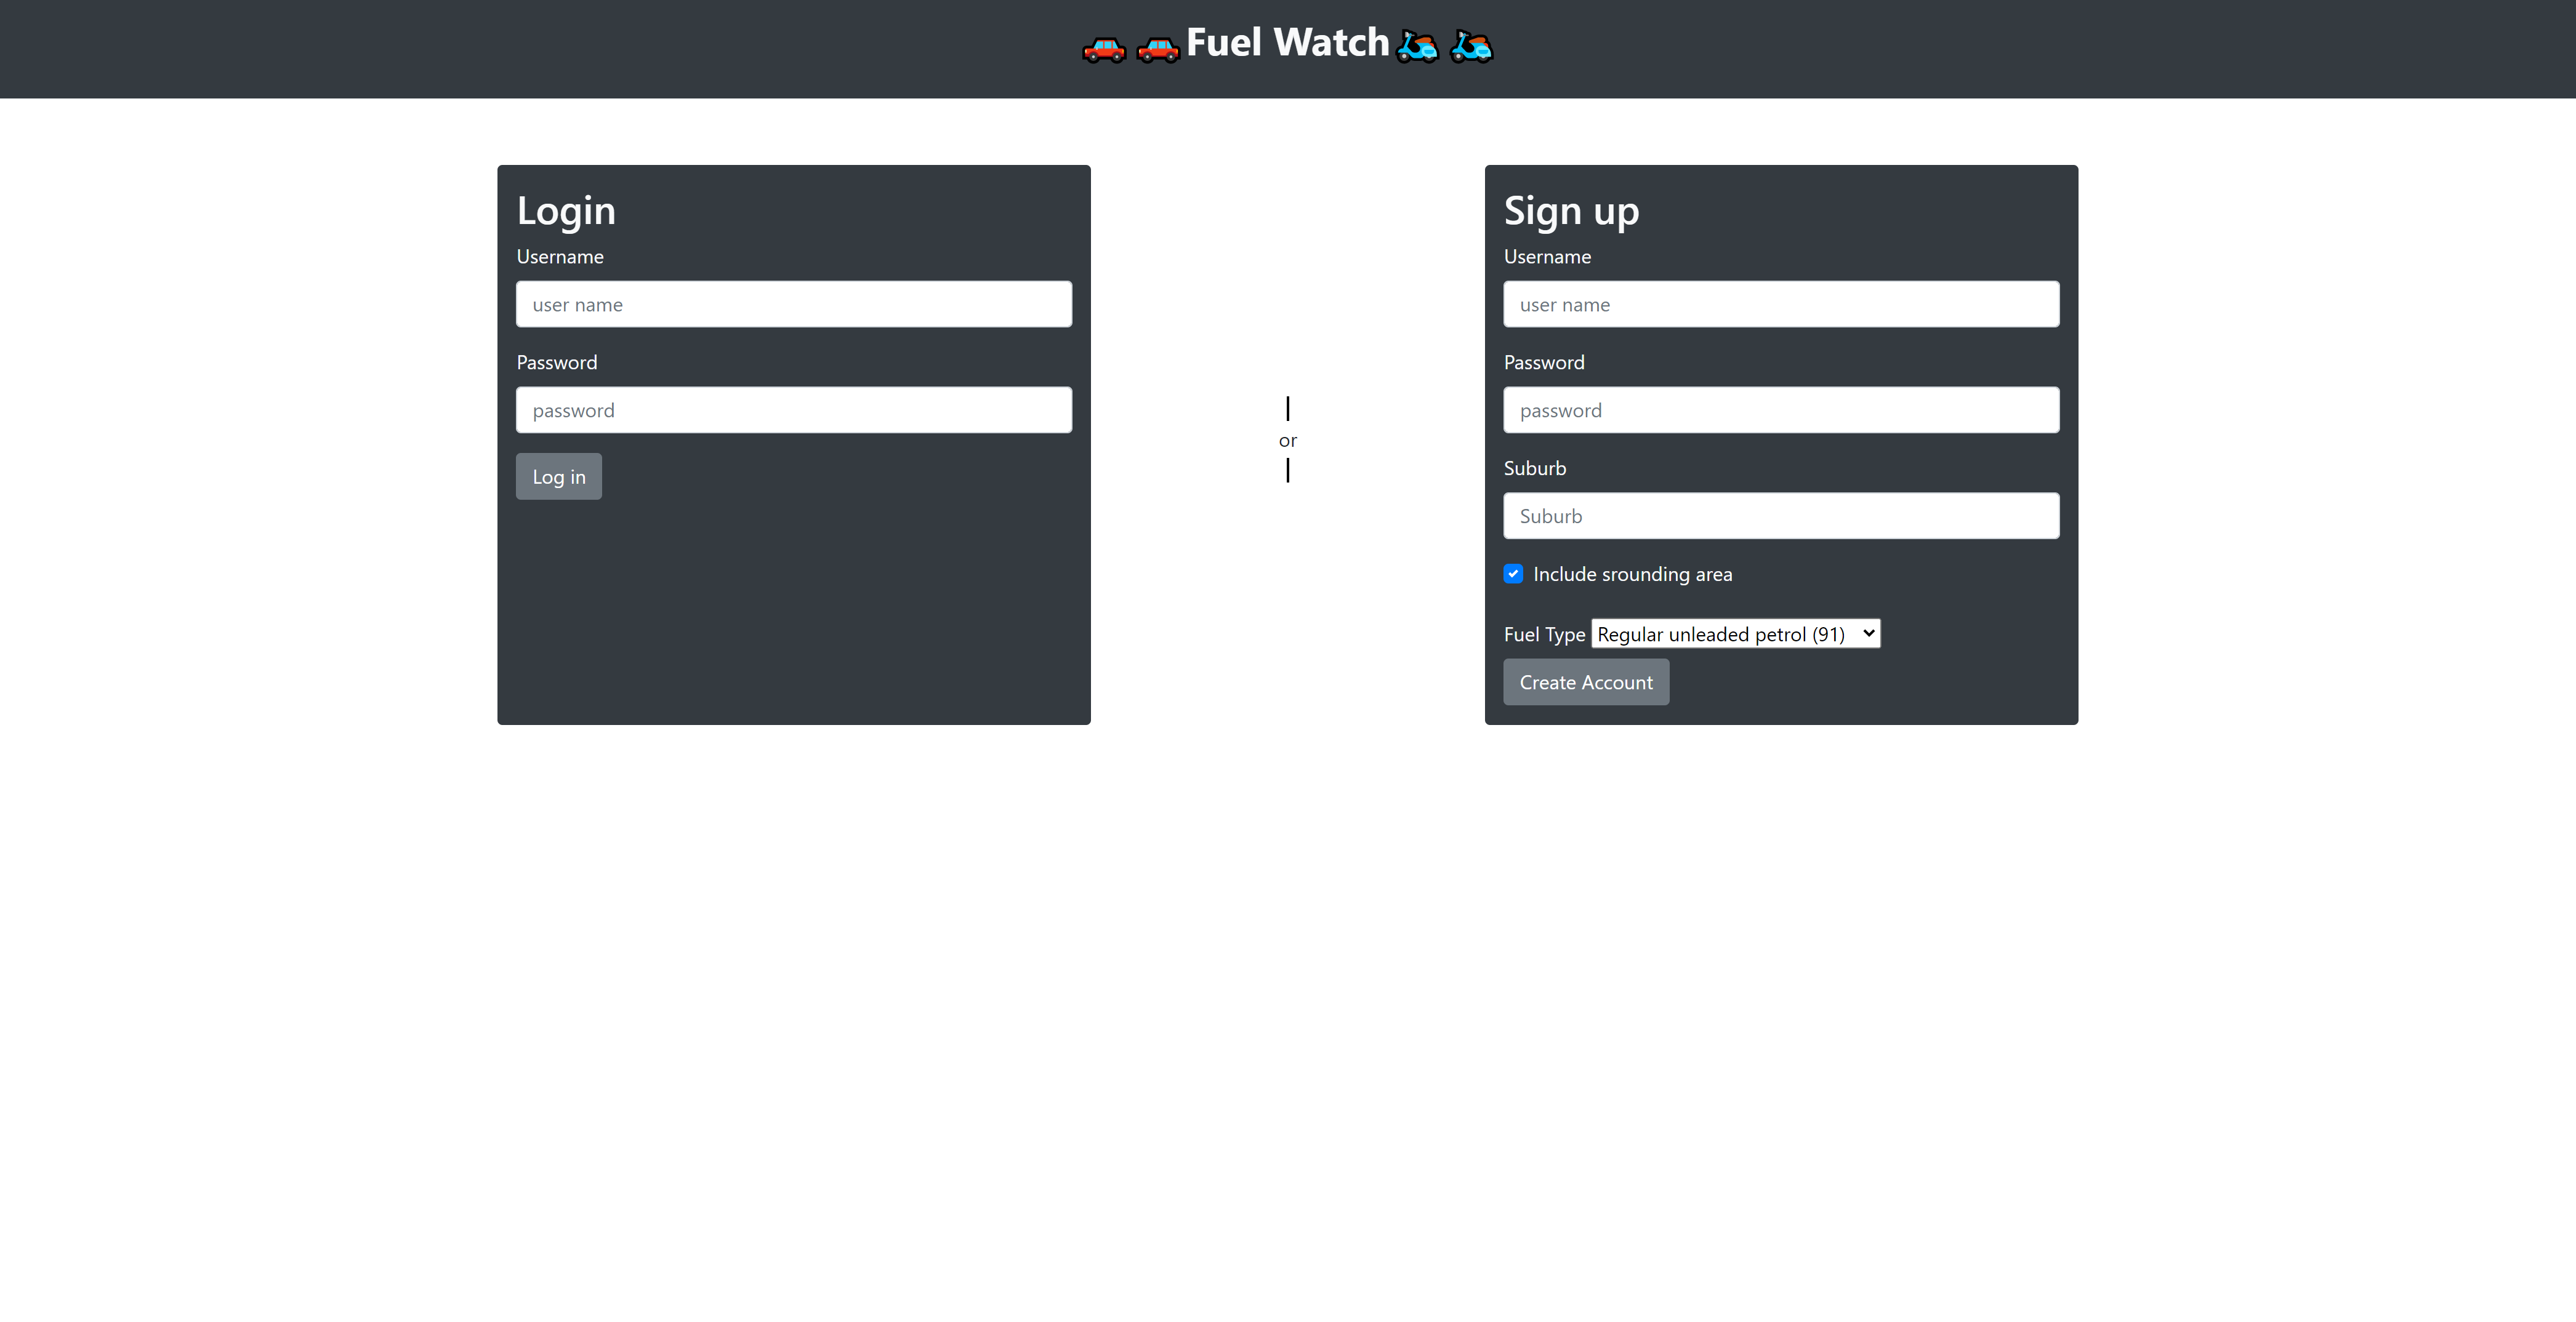 Fuel Watch
Login
Username
user name
Password
password
Log in
or
Sign up
Username
user name
Password
password
Suburb
Suburb
Include srounding area
Fuel Type Regular unleaded petrol (91)
Create Account